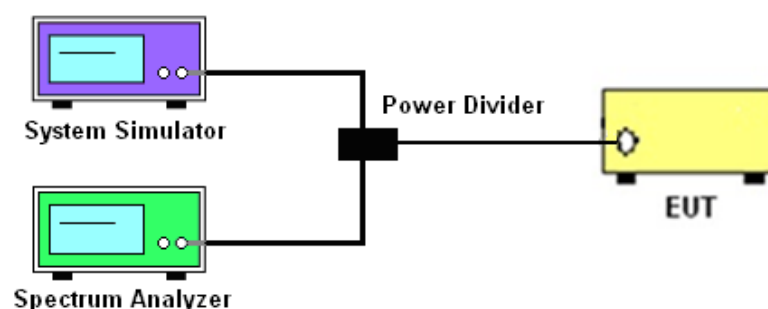 System Simulator
Power Divider
EUT
Spectrum Analyzer